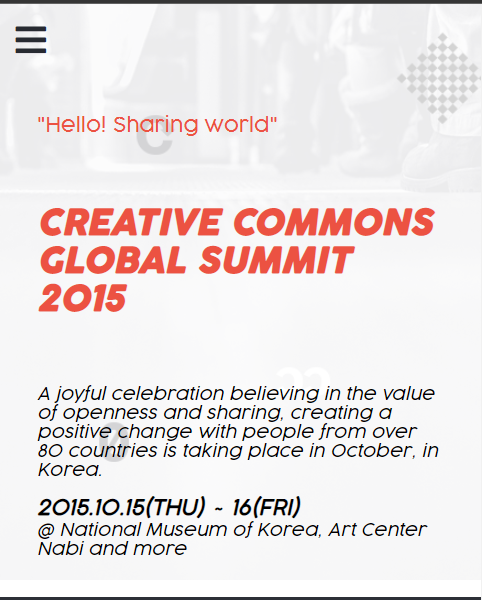 "Hello! Sharing world"
CREATIVE COMMONS
GLOBAL SUMMIT
2015
A joyful celebration believing in the value
of openness and sharing, creating a
positive change with people from over
80 countries is taking place in October, in
Korea.
2015.10.15(THU) ~ 16(FRI)
@ National Museum of Korea, Art Center
Nabi and more